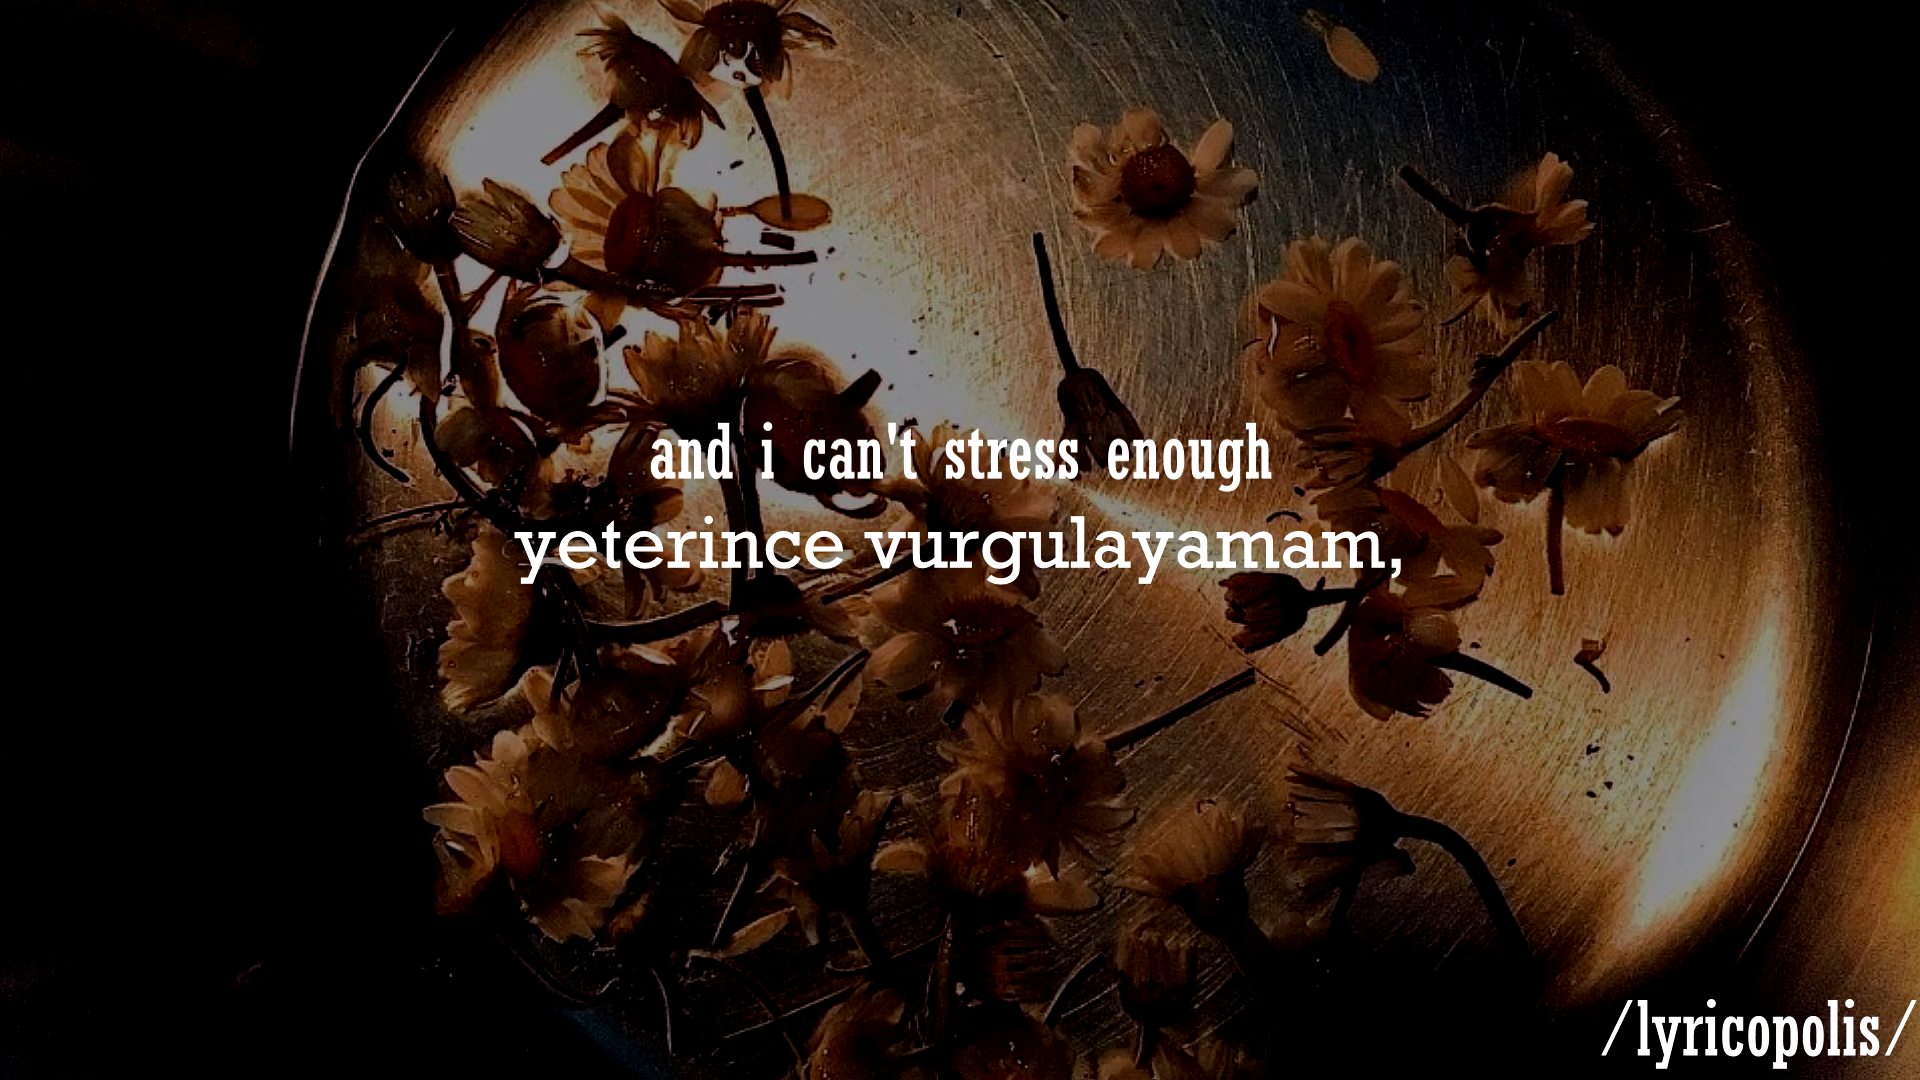 and i can't stress enough
yeterince vurgulayamam,
/lyricopolis/